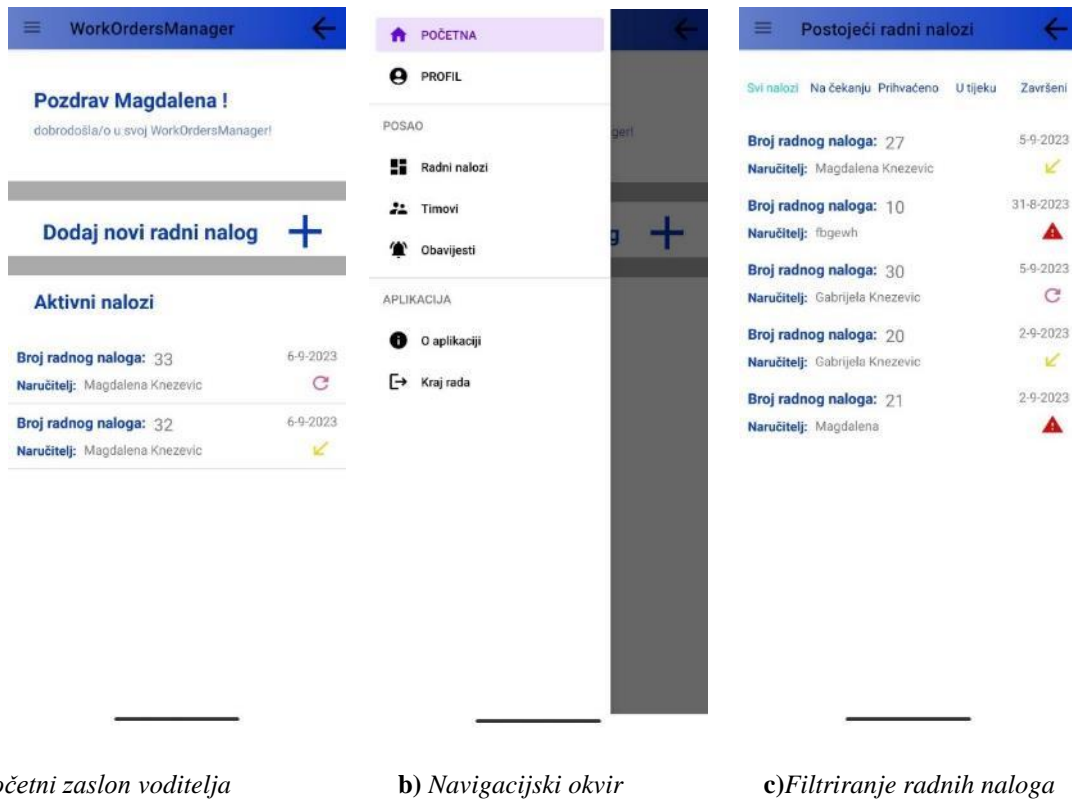 WorkOrdersManager
Pozdrav Magdalena !
dobrodošla/o u svoj WorkOrdersManager!
Dodaj novi radni nalog
Aktivni nalozi
Broj radnog naloga: 33 6-9-2023
Naručitelj: Magdalena Knezevic
Broj radnog naloga: 32 6-9-2023
Naručitelj: Magdalena Knezevic
POČETNA
PROFIL
POSAO
Radni nalozi
Timovi
Obavijesti
APLIKACIJA
O aplikaciji
Kraj rada
ger!
g
Postojeći radni nalozi
Svi nalozi Na čekanju Prihvaćeno U tijeku Završeni
Broj radnog naloga: 27 5-9-2023
Naručitelj: Magdalena Knezevic
Broj radnog naloga: 10 31-8-2023
Naručitelj: fbgewh
Broj radnog naloga: 30 5-9-2023
Naručitelj: Gabrijela Knezevic
Broj radnog naloga: 20 2-9-2023
Naručitelj: Gabrijela Knezevic
Broj radnog naloga: 21 2-9-2023
Naručitelj: Magdalena
očetni zaslon voditelja
b) Navigacijski okvir
c)Filtriranje radnih naloga